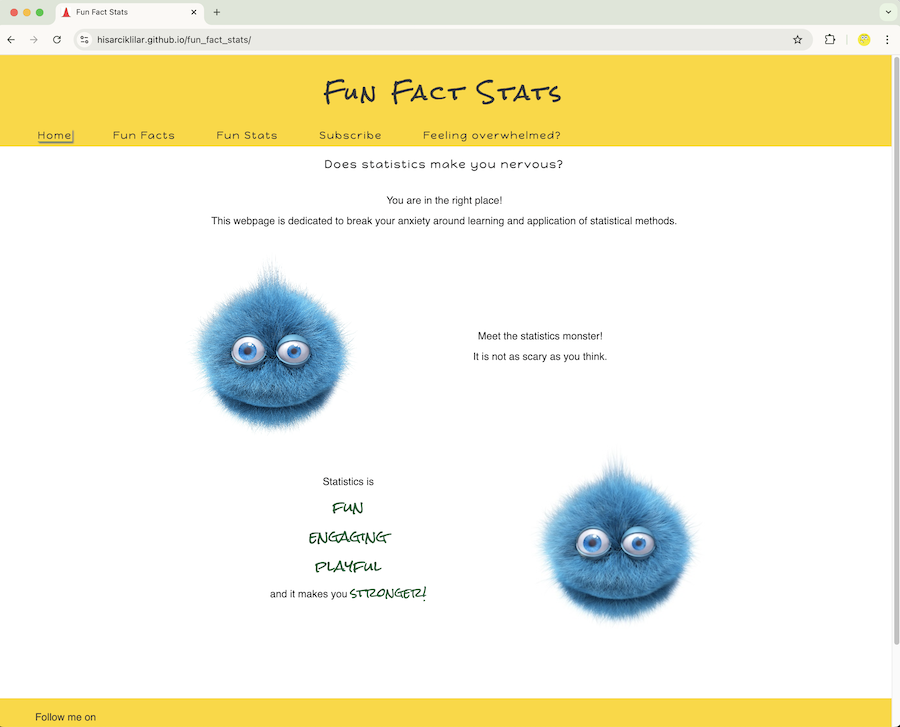 Fun Fact Stats
hisarciklilar.github.io/fun_fact_stats/
Fun Fact Stats
Home Fun Facts Fun Stats Subscribe Feeling overwhelmed?
Does statistics make you nervous?
You are in the right place!
This webpage is dedicated to break your anxiety around learning and application of statistical methods.
Meet the statistics monster!
It is not as scary as you think.
Statistics is
FUN
ENGAGING
PLAYFUL
and it makes you STRONGER!
Follow me on